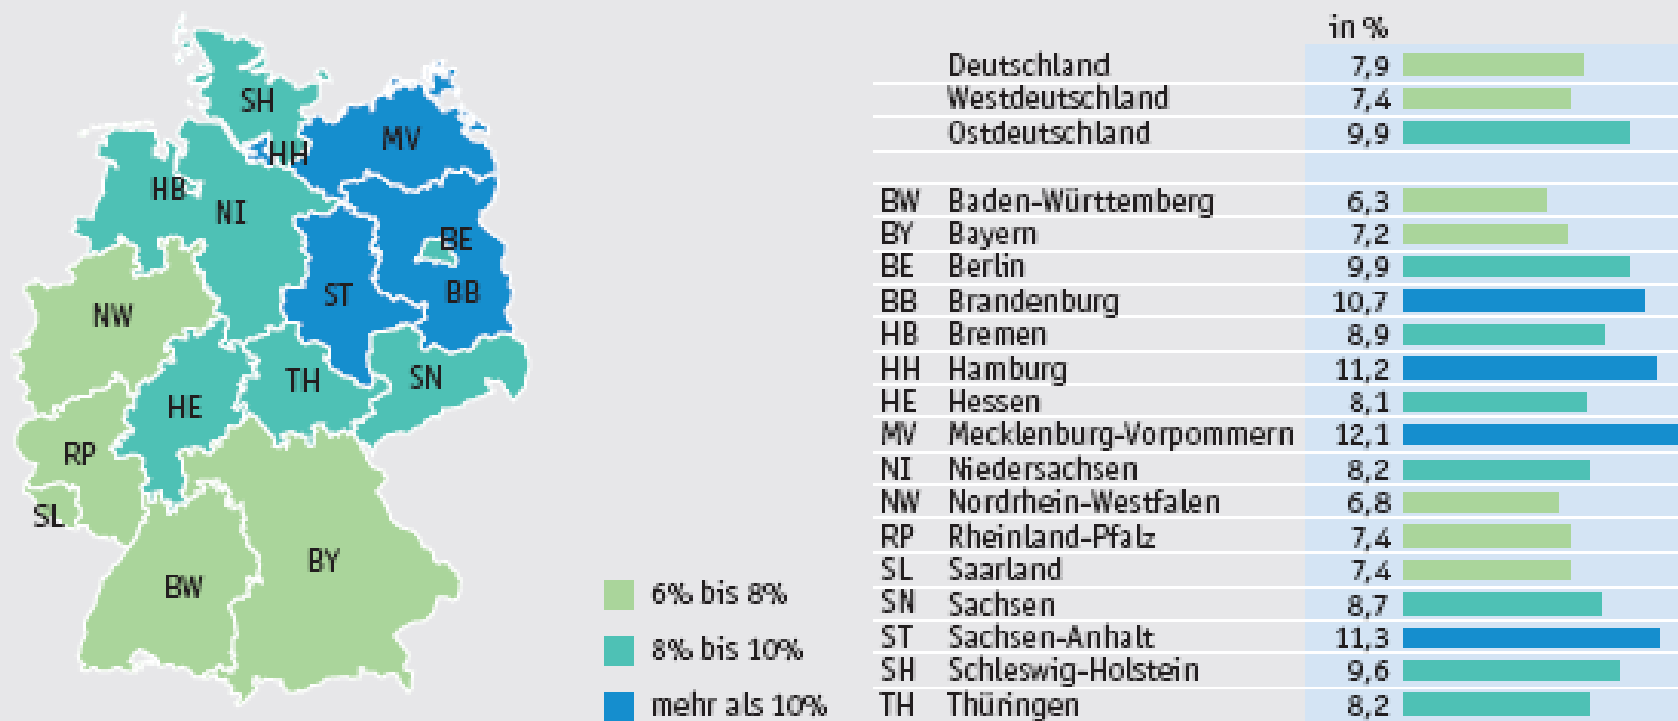 SH
MV
HH
HB
NI
BE
ST
BB
NW
TH
SN
HE
RP
SL
BY
BW
6% bis 8%
8% bis 10%
mehr als 10%
in %
Deutschland 7,9
Westdeutschland 7,4
Ostdeutschland 9,9
BW Baden-Württemberg 6,3
BY Bayern 7,2
BE Berlin 9,9
BB Brandenburg 10,7
HB Bremen 8,9
HH Hamburg 11,2
HE Hessen 8,1
MV Mecklenburg-Vorpommern 12,1
NI Niedersachsen 8,2
NW Nordrhein-Westfalen 6,8
RP Rheinland-Pfalz 7,4
SL Saarland 7,4
SN Sachsen 8,7
ST Sachsen-Anhalt 11,3
SH Schleswig-Holstein 9,6
TH Thüringen 8,2